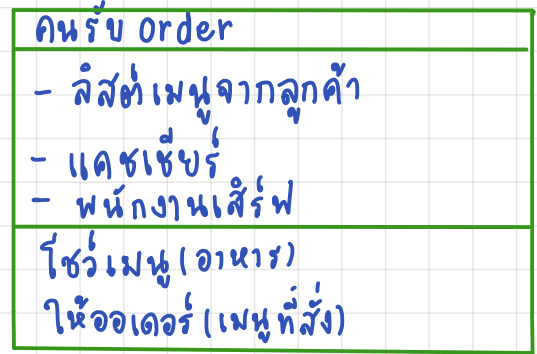 คนรับ order
- ลิสต์เมนูจากลูกค้า
- แคชเชียร์
- พนักงานเสิร์ฟ
โชว์เมนู (อาหาร)
ให้ออเดอร์ (เมนูที่สั่ง)